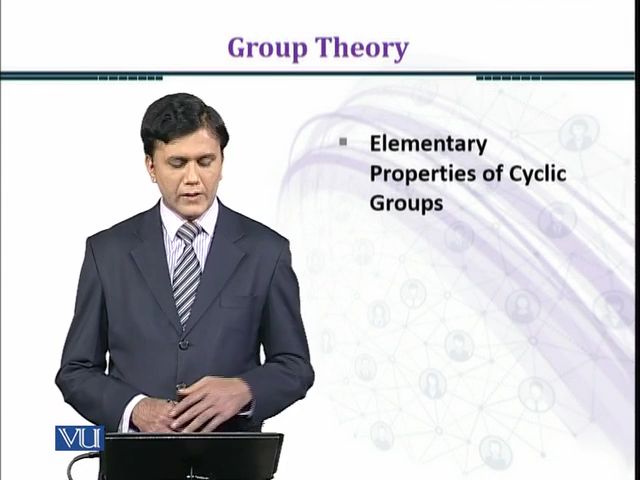 Group Theory
Elementary
Properties of Cyclic
Groups
VU